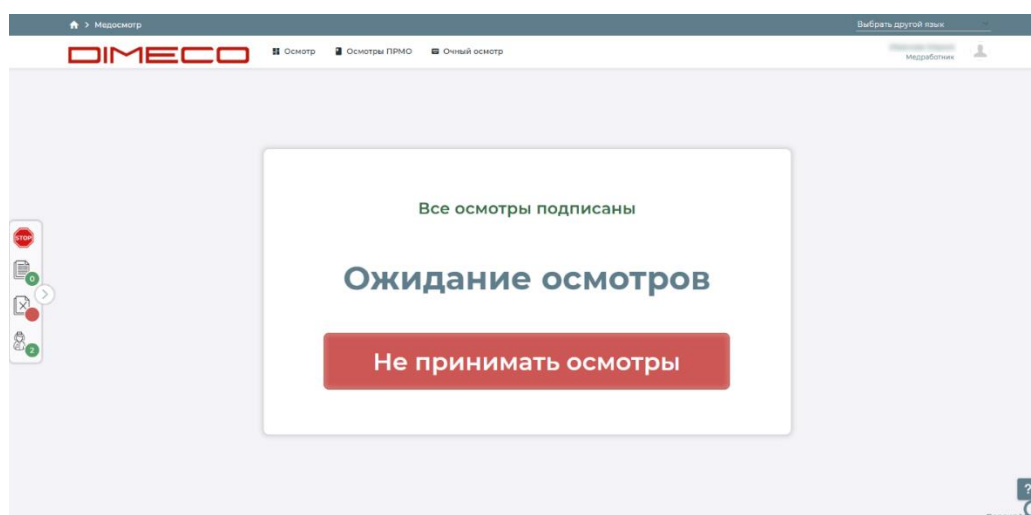 > Медосмотр
Выбрать другой язык
DIMECO
Осмотр
Осмотры ПРМО
Очный осмотр
Медработник
Все осмотры подписаны
STOP
0
Ожидание осмотров
2
Не принимать осмотры
?